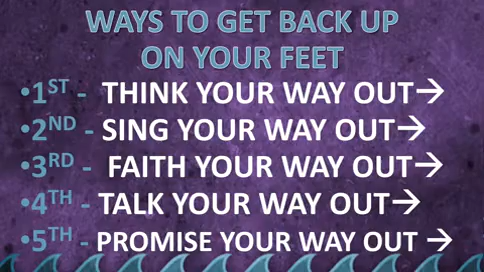 WAYS TO GET BACK UP
ON YOUR FEET
•1ST - THINK YOUR WAY OUT→
•2ND - SING YOUR WAY OUT→
•3RD - FAITH YOUR WAY OUT→
•4TH - TALK YOUR WAY OUT→
•5TH - PROMISE YOUR WAY OUT →